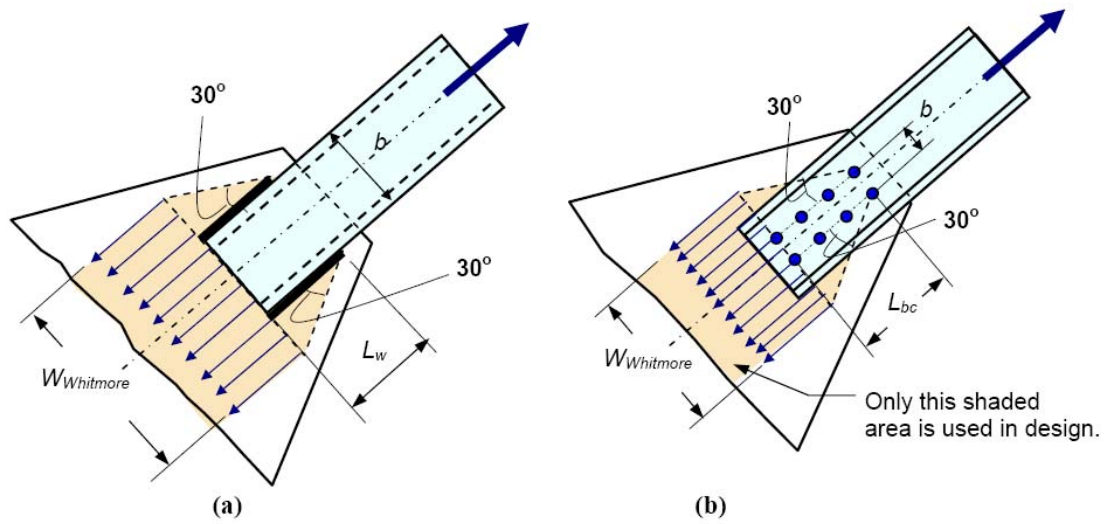 30°
b
30°
L_w
W_Whitmore
(a)
30°
b
30°
L_bc
W_Whitmore
Only this shaded
area is used in design.
(b)